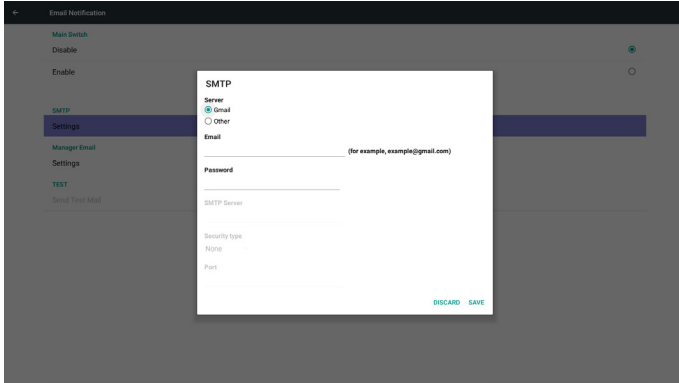 Email Notification
Main Switch
Disable
Enable
SMTP
Settings
Manager Email
Settings
TEST
Send Test Mail
SMTP
Server
Gmail
Other
Email
(for example, example@gmail.com)
Password
SMTP Server
Security type
None
Port
DISCARD SAVE